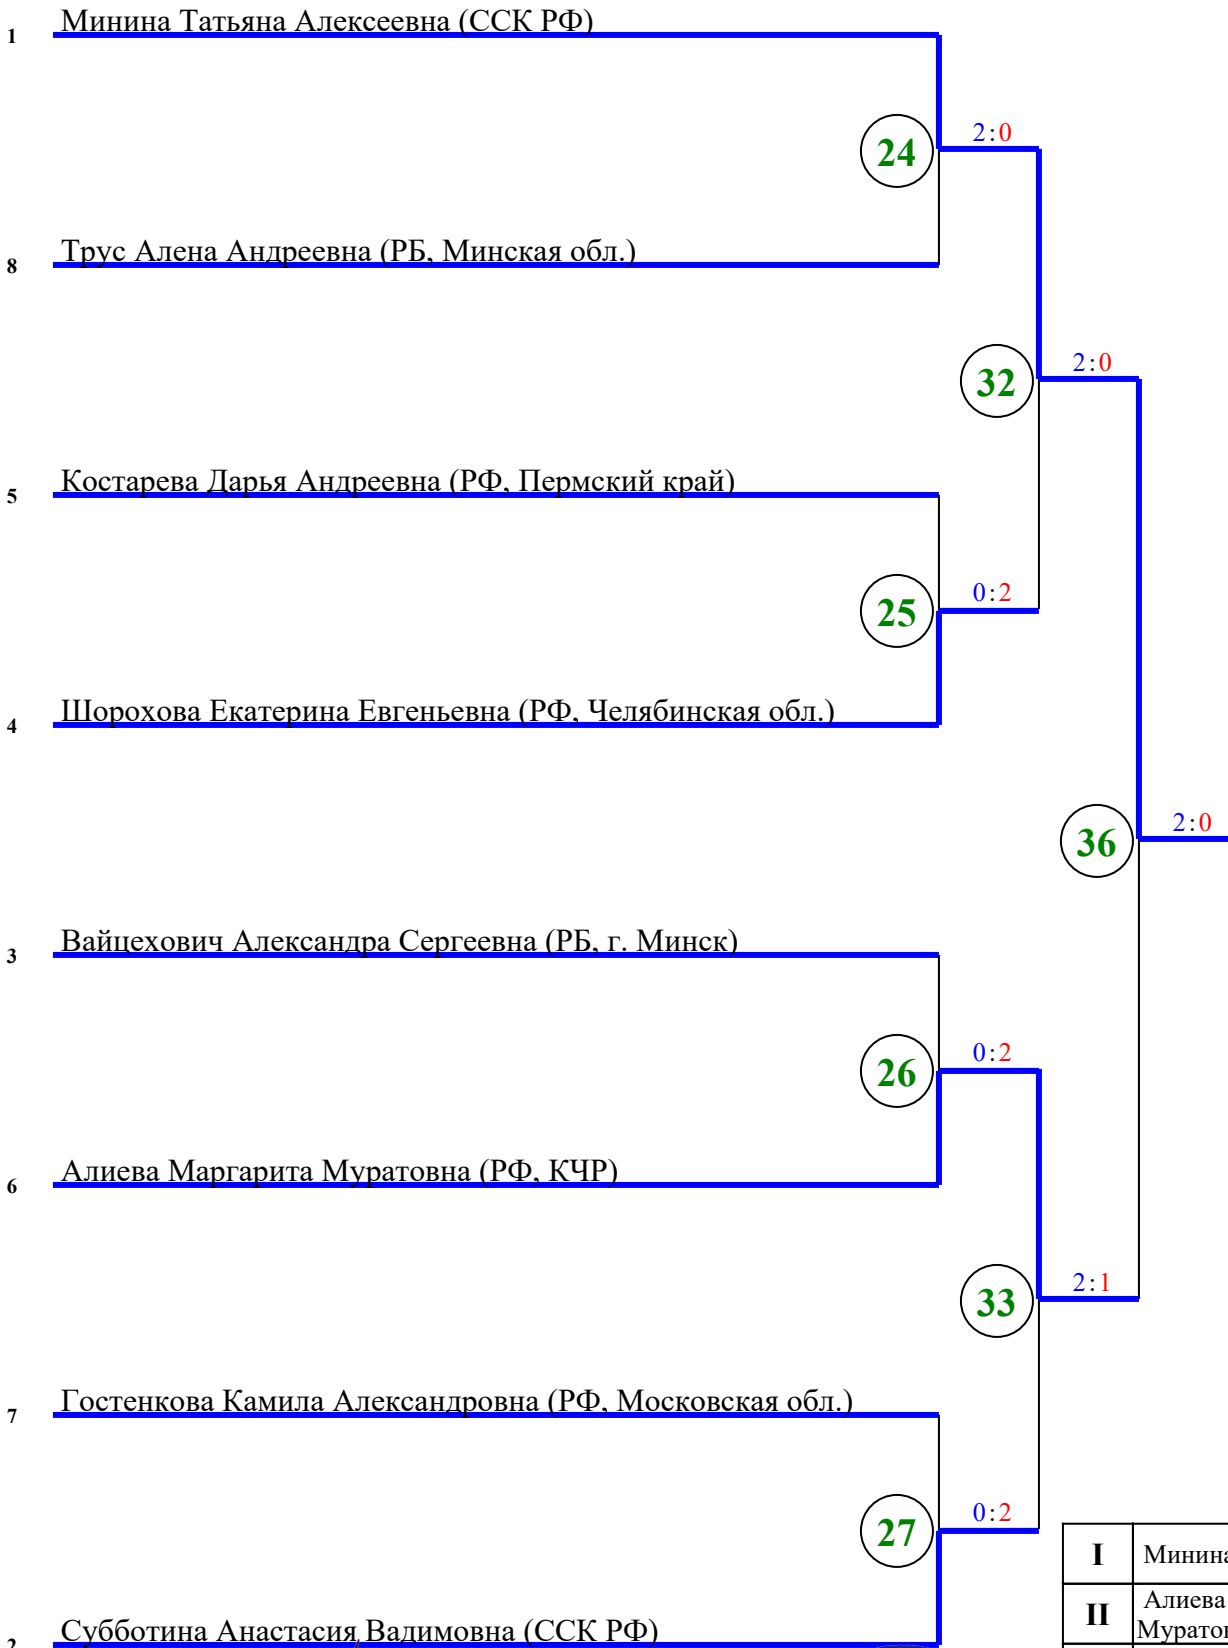 1 Минина Татьяна Алексеевна (ССК РФ)
24 2:0
8 Трус Алена Андреевна (РБ, Минская обл.)
32 2:0
5 Костарева Дарья Андреевна (РФ, Пермский край)
25 0:2
4 Шорохова Екатерина Евгеньевна (РФ, Челябинская обл.)
36 2:0
3 Вайцехович Александра Сергеевна (РБ, г. Минск)
26 0:2
6 Алиева Маргарита Муратовна (РФ, КЧР)
33 2:1
7 Гостенкова Камила Александровна (РФ, Московская обл.)
27 0:2
I Минина
II Алиева
Муратов
2 Субботина Анастасия Вадимовна (ССК РФ)